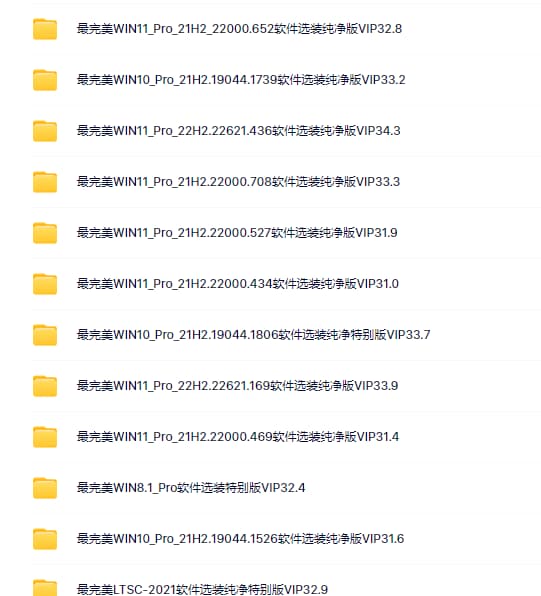 最完美WIN11_Pro_21H2_22000.652软件选装纯净版VIP32.8
最完美WIN10_Pro_21H2.19044.1739软件选装纯净版VIP33.2
最完美WIN11_Pro_22H2.22621.436软件选装纯净版VIP34.3
最完美WIN11_Pro_21H2.22000.708软件选装纯净版VIP33.3
最完美WIN11_Pro_21H2.22000.527软件选装纯净版VIP31.9
最完美WIN11_Pro_21H2.22000.434软件选装纯净版VIP31.0
最完美WIN10_Pro_21H2.19044.1806软件选装纯净特别版VIP33.7
最完美WIN11_Pro_22H2.22621.169软件选装纯净版VIP33.9
最完美WIN11_Pro_21H2.22000.469软件选装纯净版VIP31.4
最完美WIN8.1_Pro软件选装特别版VIP32.4
最完美WIN10_Pro_21H2.19044.1526软件选装纯净版VIP31.6
最完美LTSC-2021软件选装纯净特别版VIP32.9